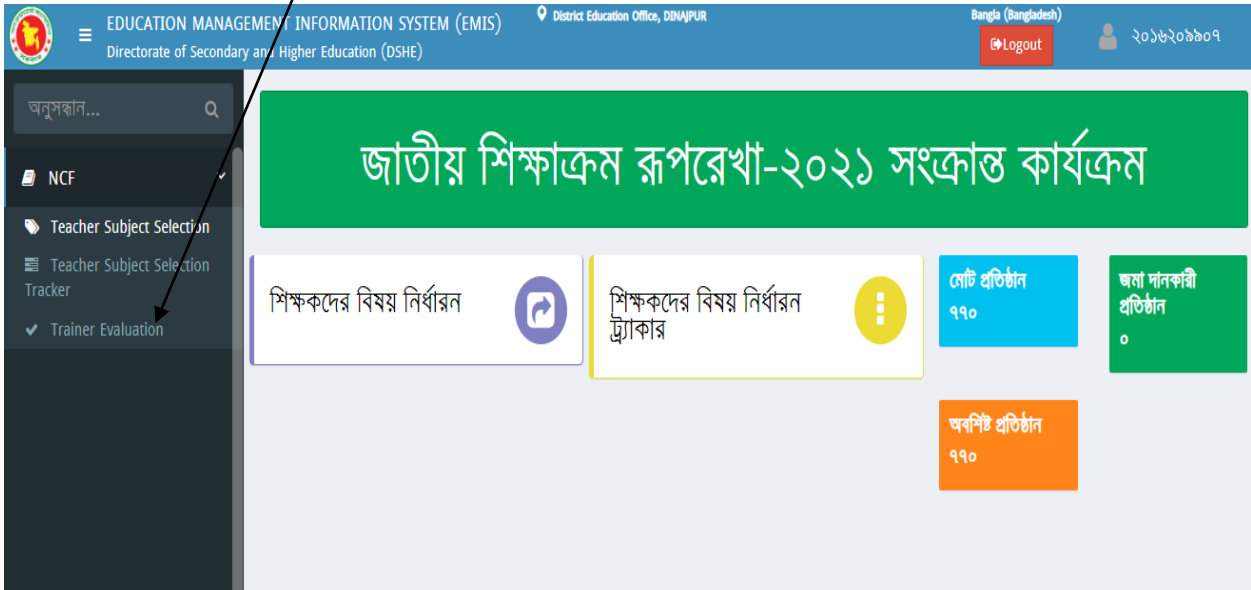 EDUCATION MANAGEMENT INFORMATION SYSTEM (EMIS)
Directorate of Secondary and Higher Education (DSHE)
District Education Office, DINAJPUR
Bangla (Bangladesh)
Logout
২০১৬২০৯৯০৭
অনুসন্ধান...
NCF
Teacher Subject Selection
Teacher Subject Selection
Tracker
Trainer Evaluation
জাতীয় শিক্ষাক্রম রূপরেখা-২০২১ সংক্রান্ত কার্যক্রম
শিক্ষকদের বিষয় নির্ধারন
শিক্ষকদের বিষয় নির্ধারন
ট্র্যাকার
মোট প্রতিষ্ঠান
৭৭০
জমা দানকারী
প্রতিষ্ঠান
০
অবশিষ্ট প্রতিষ্ঠান
৭৭০